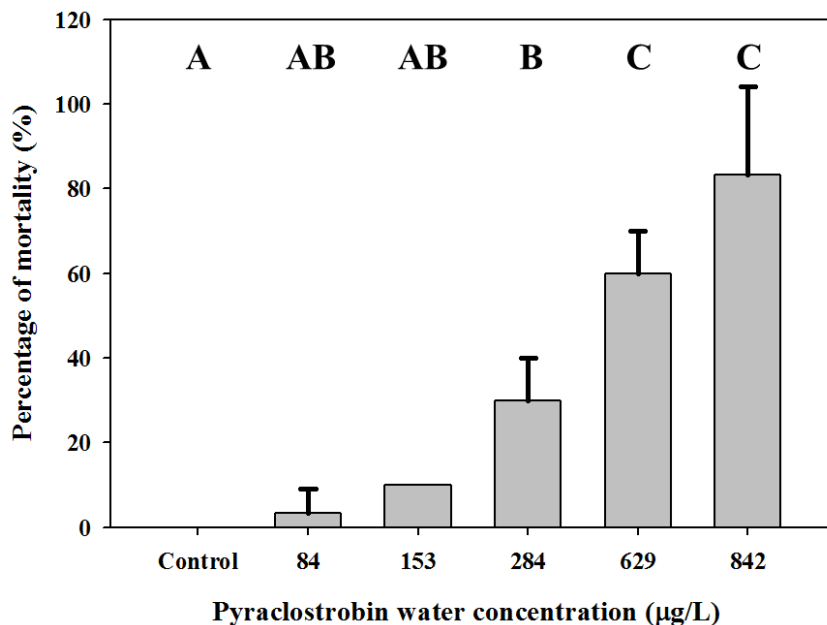 120
A AB AB B C C
100
80
60
40
20
0
Percentage of mortality (%)
Control 84 153 284 629 842
Pyraclostrobin water concentration (µg/L)